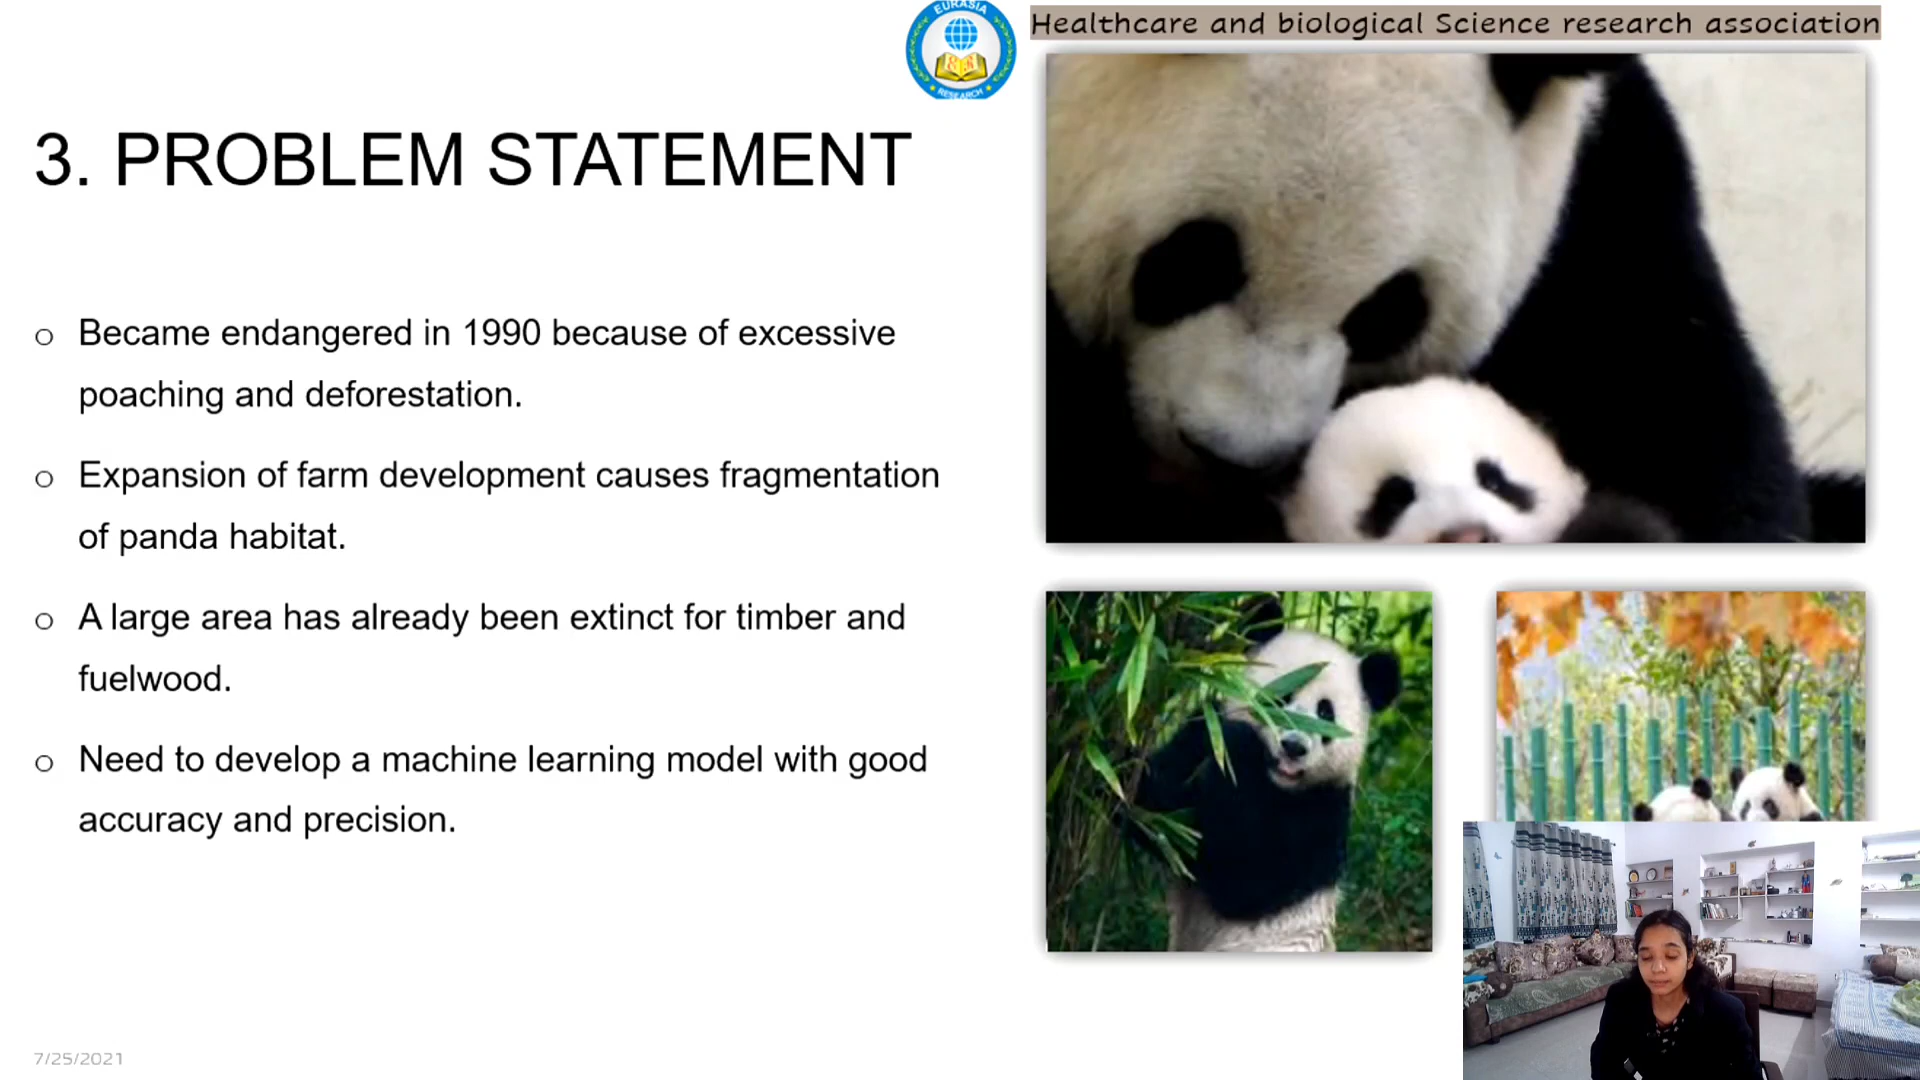 EURASIA
RESEARCH
Healthcare and biological Science research association
3. PROBLEM STATEMENT
o Became endangered in 1990 because of excessive
poaching and deforestation.
o Expansion of farm development causes fragmentation
of panda habitat.
o A large area has already been extinct for timber and
fuelwood.
o Need to develop a machine learning model with good
accuracy and precision.
7/25/2021